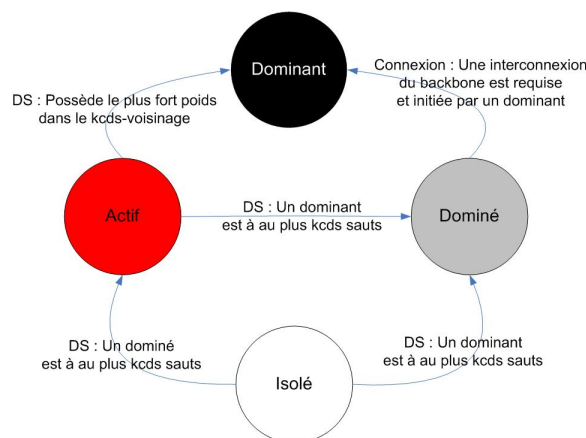 Dominant
Connexion : Une interconnexion
du backbone est requise
et initiée par un dominant
DS : Possède le plus fort poids
dans le kcds-voisinage
Actif
DS : Un dominant
est à au plus kcds sauts
Dominé
DS : Un dominé
est à au plus kcds sauts
DS : Un dominant
est à au plus kcds sauts
Isolé